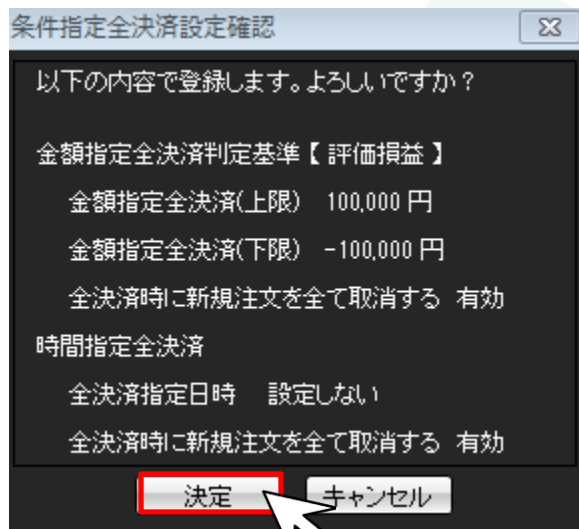 条件指定全決済設定確認
以下の内容で登録します。よろしいですか?
金額指定全決済判定基準【 評価損益 】
金額指定全決済(上限) 100,000 円
金額指定全決済(下限) -100,000 円
全決済時に新規注文を全て取消する 有効
時間指定全決済
全決済指定日時 設定しない
全決済時に新規注文を全て取消する 有効
決定 キャンセル